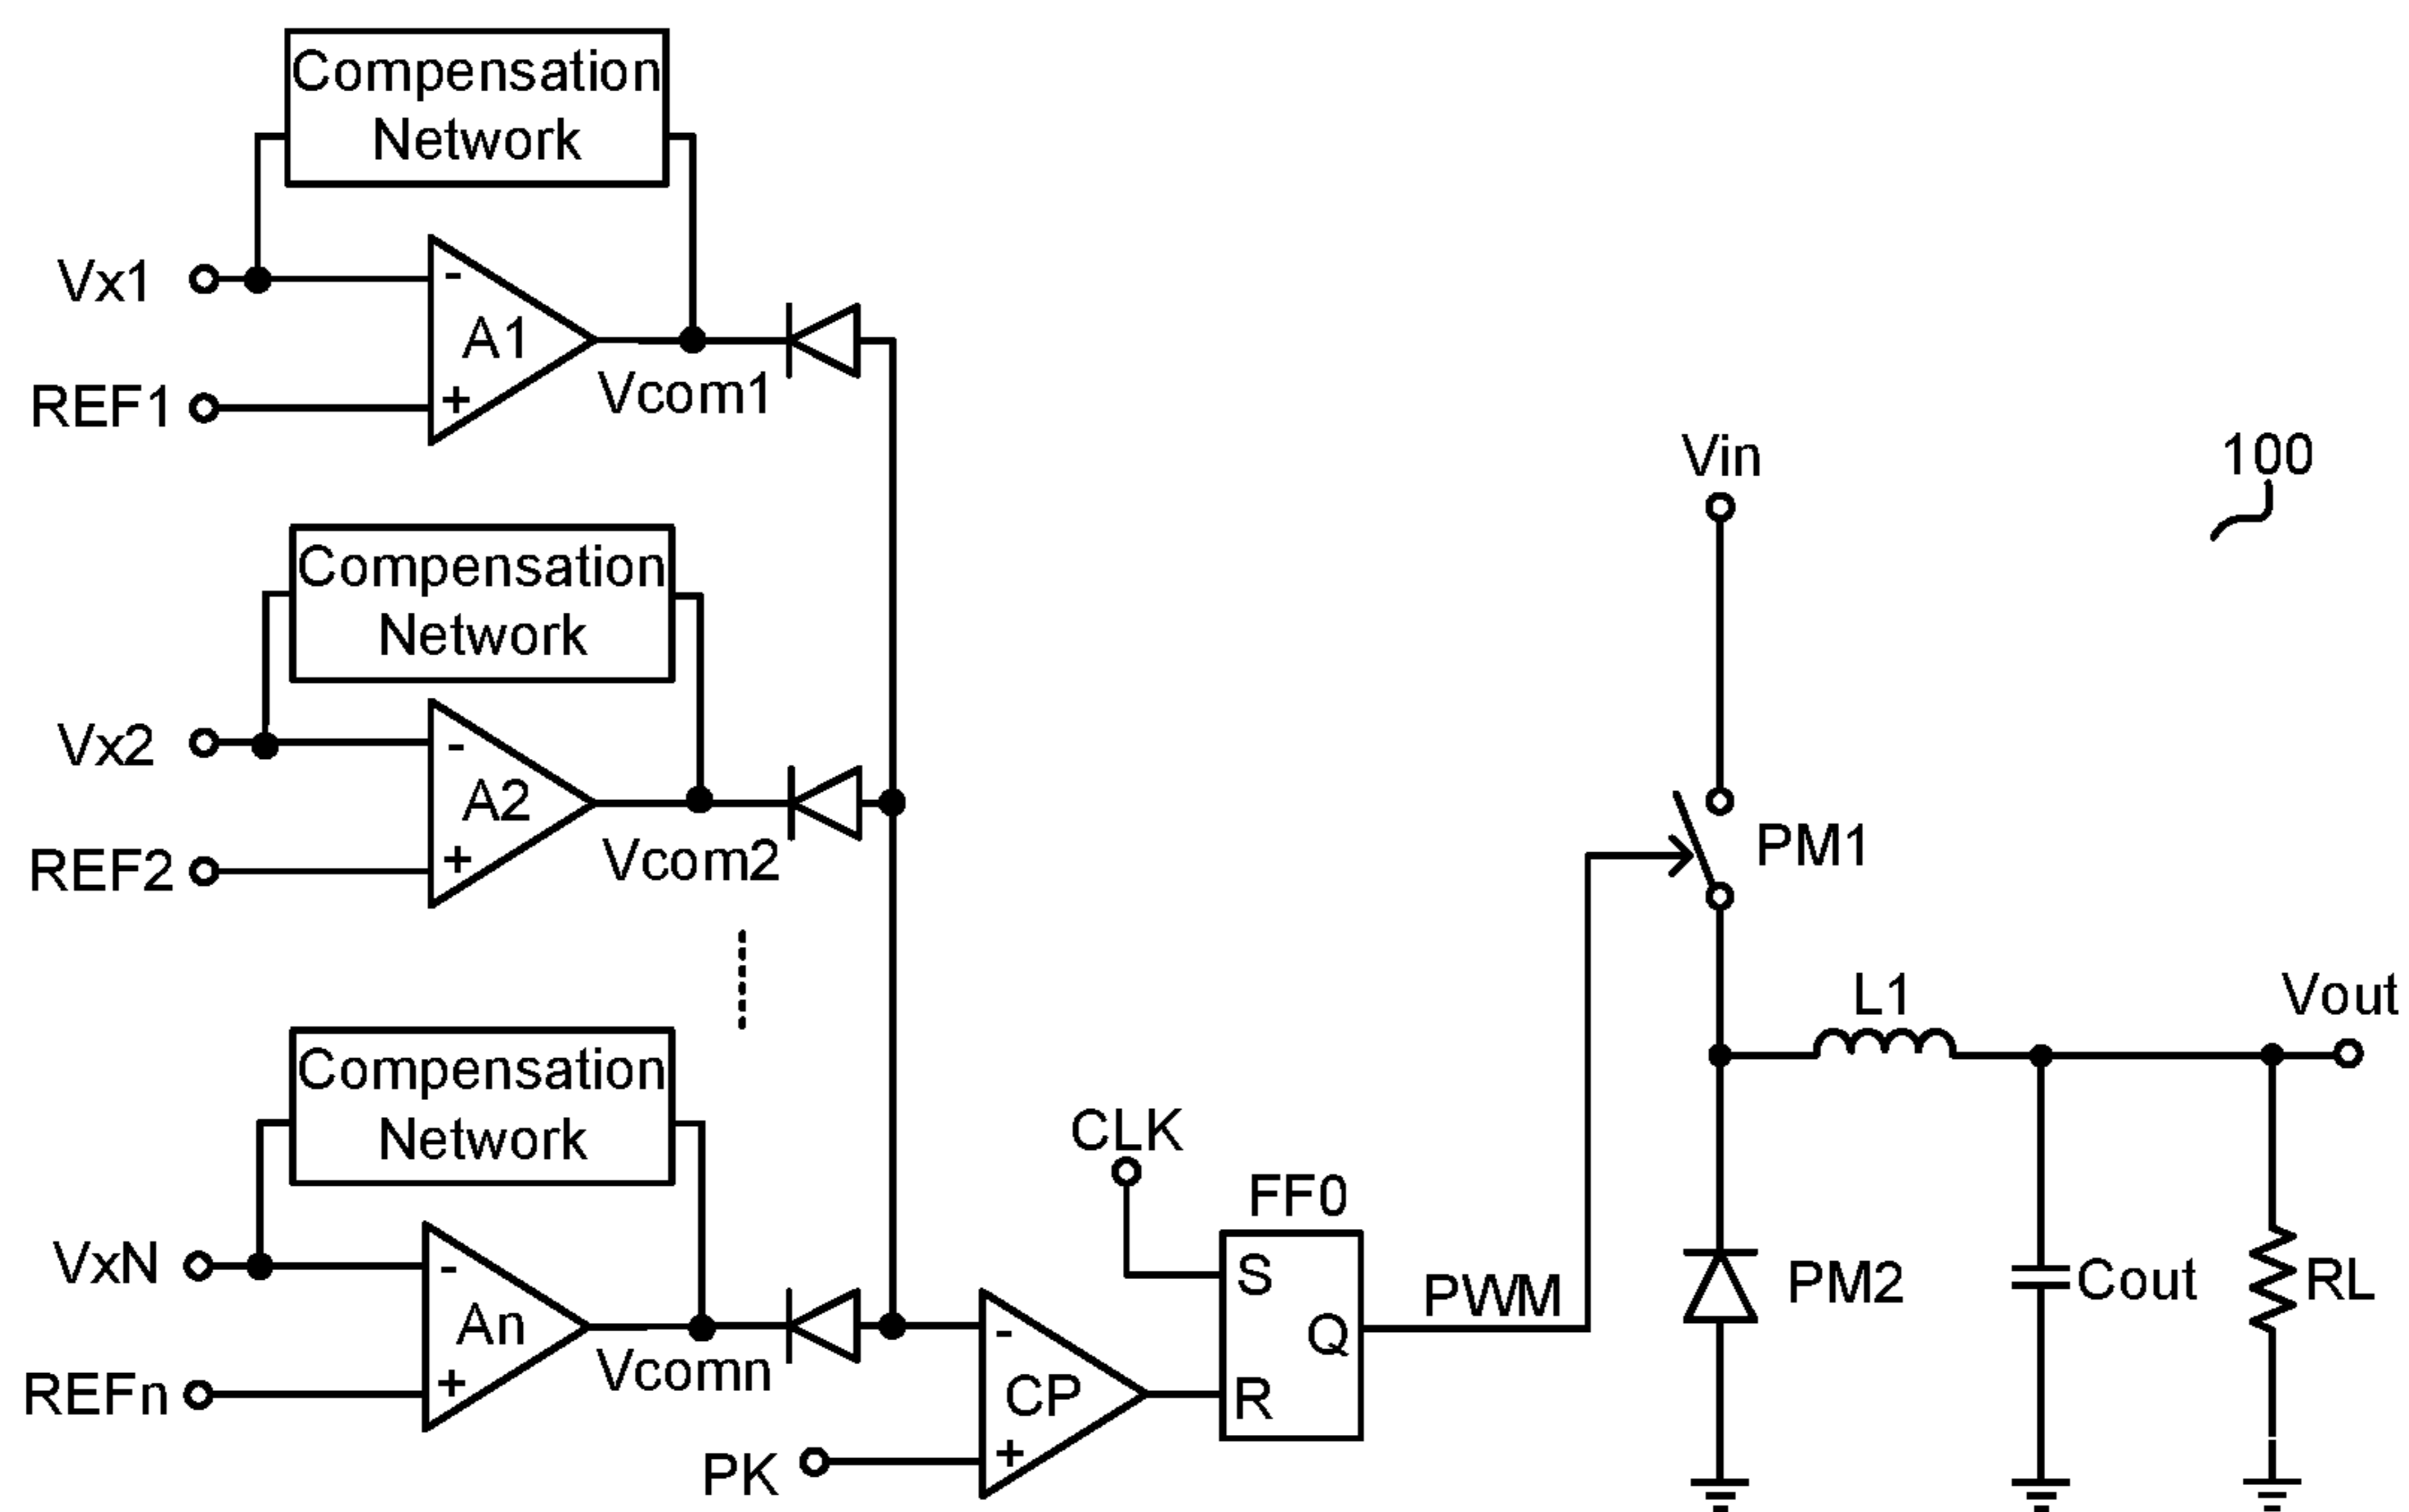 Compensation
Network
Vx1
-
A1
+
REF1
Vcom1
Vin
100
Compensation
Network
Vx2
-
A2
+
REF2
Vcom2
PM1
Compensation
Network
L1
Vout
CLK
FF0
VxN
-
An
+
REFn
Vcomn
-
CP
+
PK
S
Q
R
PWM
PM2
Cout
RL